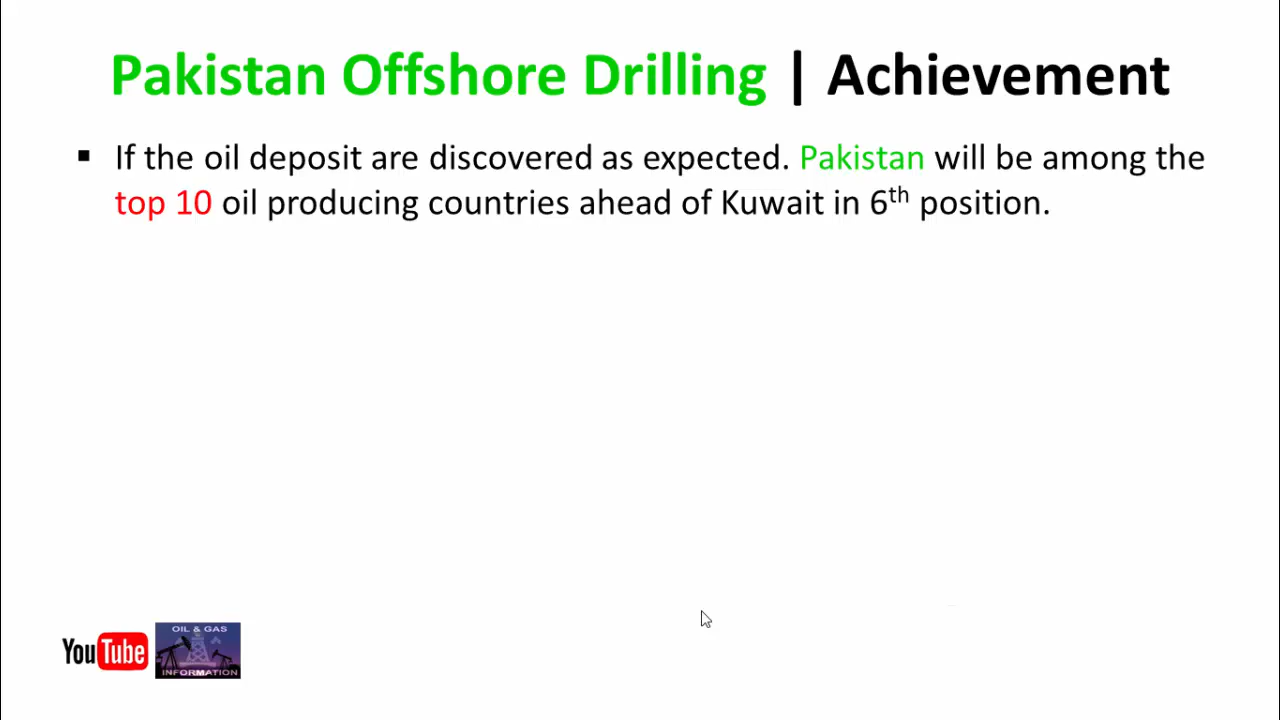 Pakistan Offshore Drilling | Achievement
▪ If the oil deposit are discovered as expected. Pakistan will be among the
top 10 oil producing countries ahead of Kuwait in 6th position.
YouTube
OIL & GAS
INFORMATION